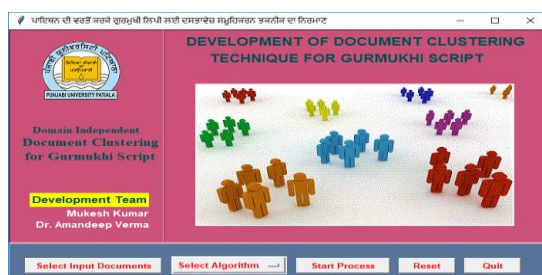 ਪਾਇਥਨ ਦੀ ਵਰਤੋਂ ਕਰਕੇ ਗੁਰਮੁਖੀ ਲਿਪੀ ਲਈ ਦਸਤਾਵੇਜ਼ ਸਮੂਹਿਕਰਨ ਤਕਨੀਕ ਦਾ ਨਿਰਮਾਣ
DEVELOPMENT OF DOCUMENT CLUSTERING
TECHNIQUE FOR GURMUKHI SCRIPT
PUNJABI UNIVERSITY PATIALA
Domain Independent
Document Clustering
for Gurmukhi Script
Development Team
Mukesh Kumar
Dr. Amandeep Verma
Select Input Documents
Select Algorithm
Start Process
Reset
Quit